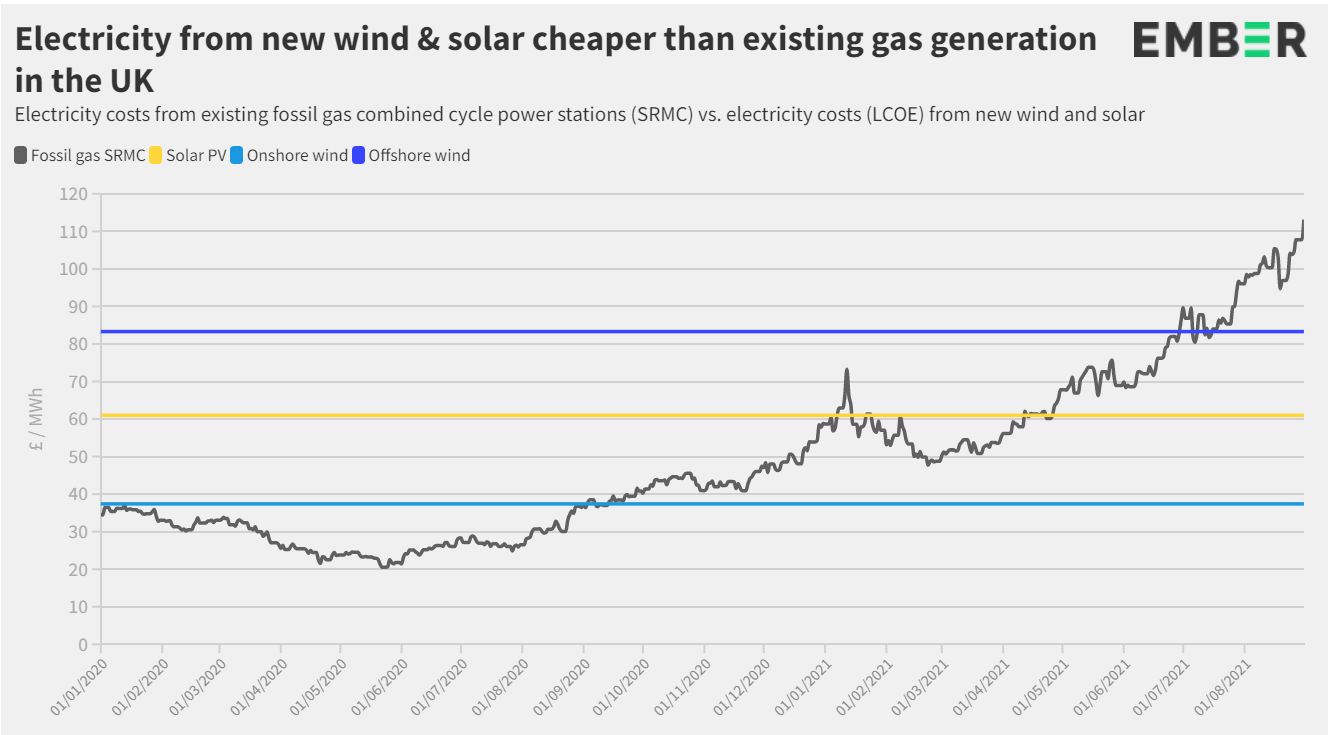 Electricity from new wind & solar cheaper than existing gas generation
in the UK
EMBER
Electricity costs from existing fossil gas combined cycle power stations (SRMC) vs. electricity costs (LCOE) from new wind and solar
Fossil gas SRMC Solar PV Onshore wind Offshore wind
120
110
100
90
80
70
60
50
40
30
20
10
0
£ / MWh
01/01/2020 01/02/2020 01/03/2020 01/04/2020 01/05/2020 01/06/2020 01/07/2020 01/08/2020 01/09/2020 01/10/2020 01/11/2020 01/12/2020 01/01/2021 01/02/2021 01/03/2021 01/04/2021 01/05/2021 01/06/2021 01/07/2021 01/08/2021